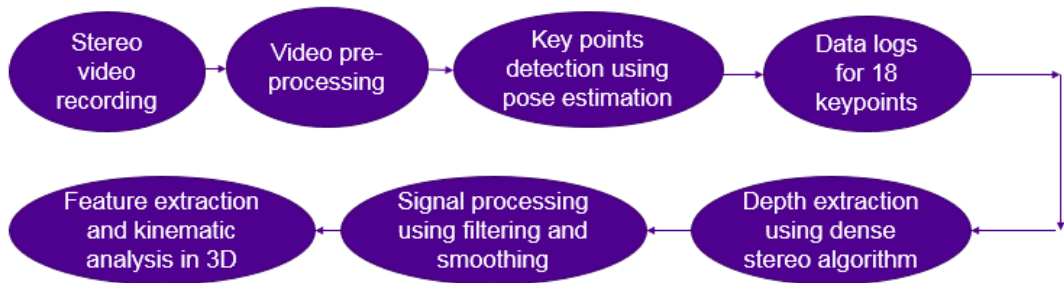 Stereo
video
recording
Video pre-
processing
Key points
detection using
pose estimation
Data logs
for 18
keypoints
Depth extraction
using dense
stereo algorithm
Signal processing
using filtering and
smoothing
Feature extraction
and kinematic
analysis in 3D